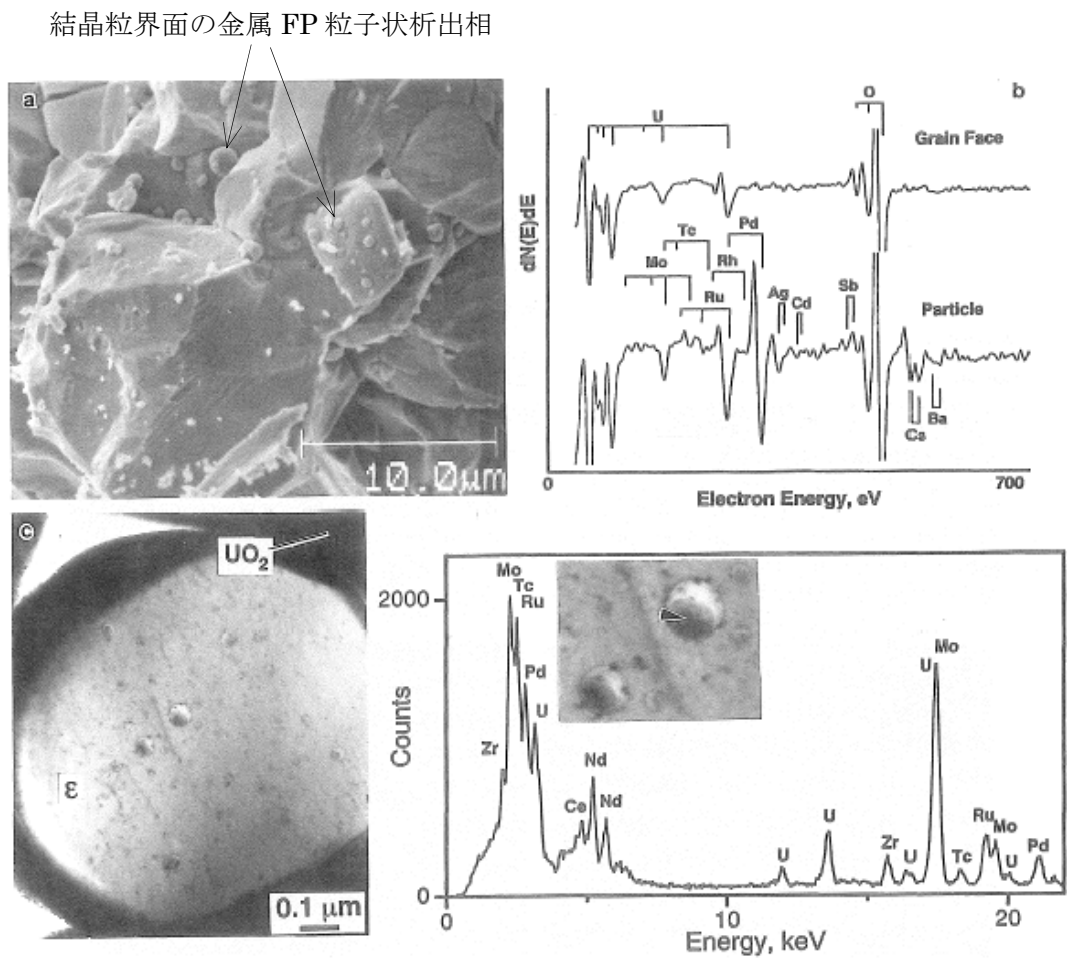 結晶粒界面の金属 FP 粒子状析出相
a
10.0μm
b
O
U
Grain Face
Pd
Tc
Mo
Rh
Ru
Ag
Cd
Sb
Particle
Cs
Ba
dN(E)dE
0
700
Electron Energy, eV
c
UO₂
ε
0.1 μm
2000
Counts
0
Mo
Tc
Ru
Pd
U
Zr
Ce
Nd
Nd
U
U
Zr
U
U
Mo
Tc
Ru
Mo
U
Pd
0
10
20
Energy, keV